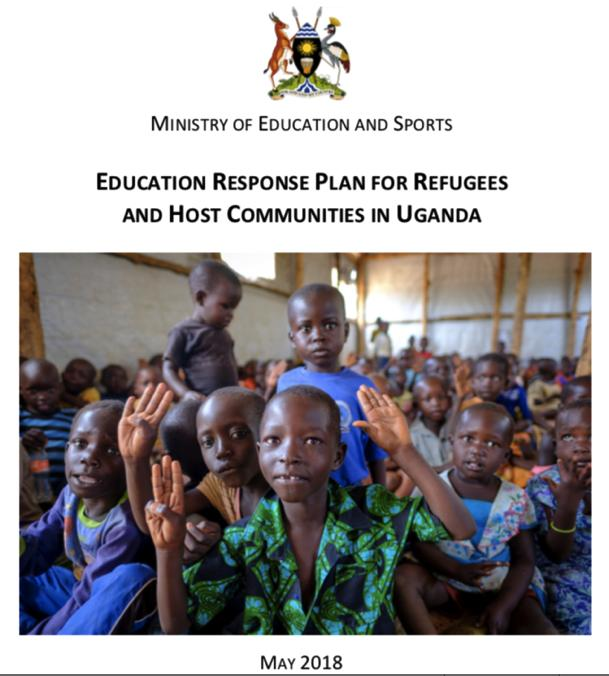 MINISTRY OF EDUCATION AND SPORTS
EDUCATION RESPONSE PLAN FOR REFUGEES
AND HOST COMMUNITIES IN UGANDA
MAY 2018